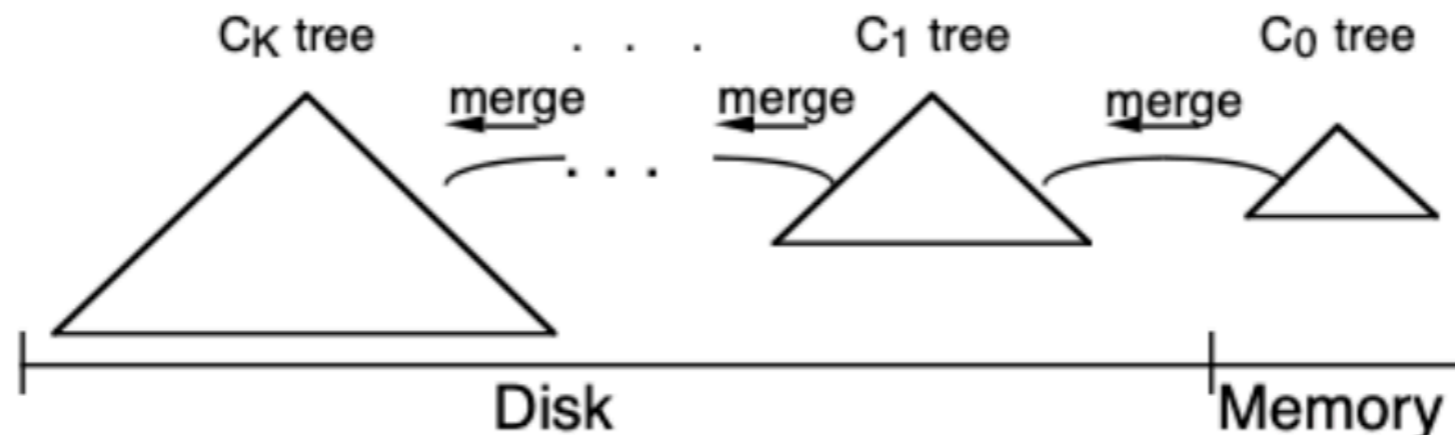 CK tree . . . C1 tree C0 tree
merge merge merge
. . .
Disk Memory